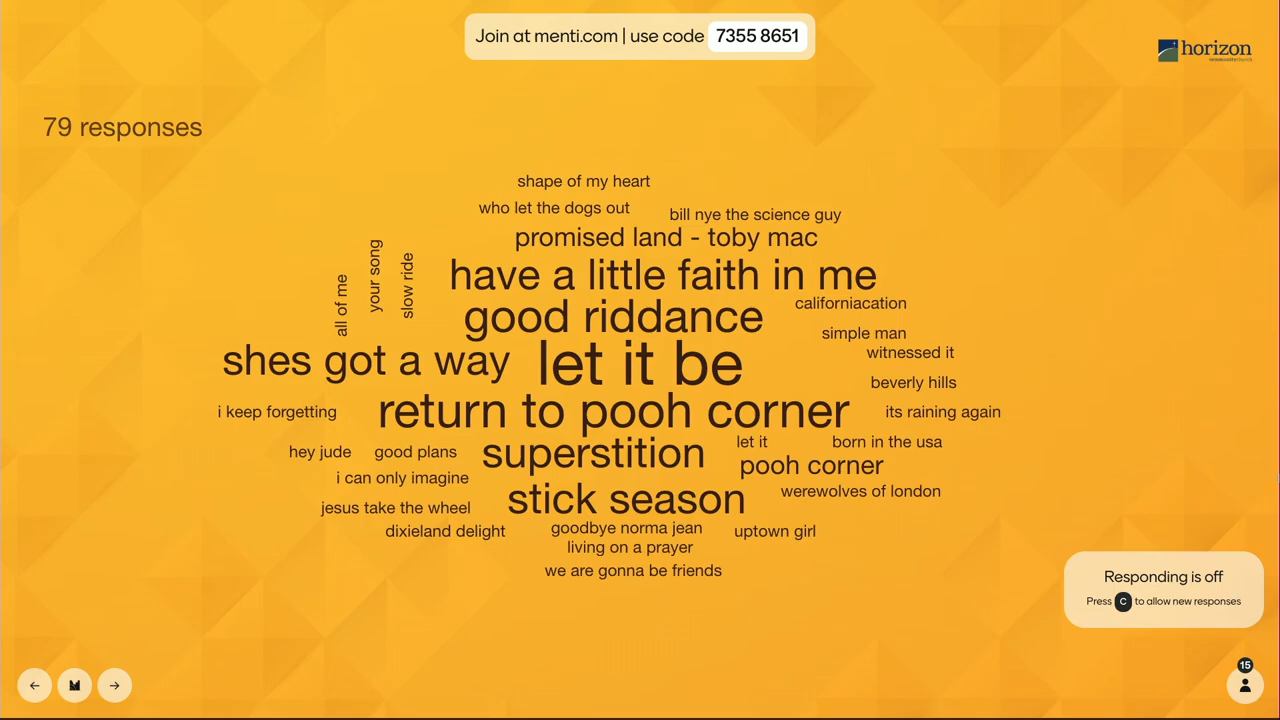 Join at menti.com | use code 7355 8651
horizon
79 responses
shape of my heart
who let the dogs out
bill nye the science guy
promised land - toby mac
all of me
your song
slow ride
have a little faith in me
californiacation
good riddance
simple man
witnessed it
shes got a way
let it be
beverly hills
i keep forgetting
return to pooh corner
its raining again
let it
born in the usa
hey jude
good plans
superstition
pooh corner
i can only imagine
werewolves of london
stick season
jesus take the wheel
dixieland delight
goodbye norma jean
uptown girl
living on a prayer
we are gonna be friends
Responding is off
Press C to allow new responses
15